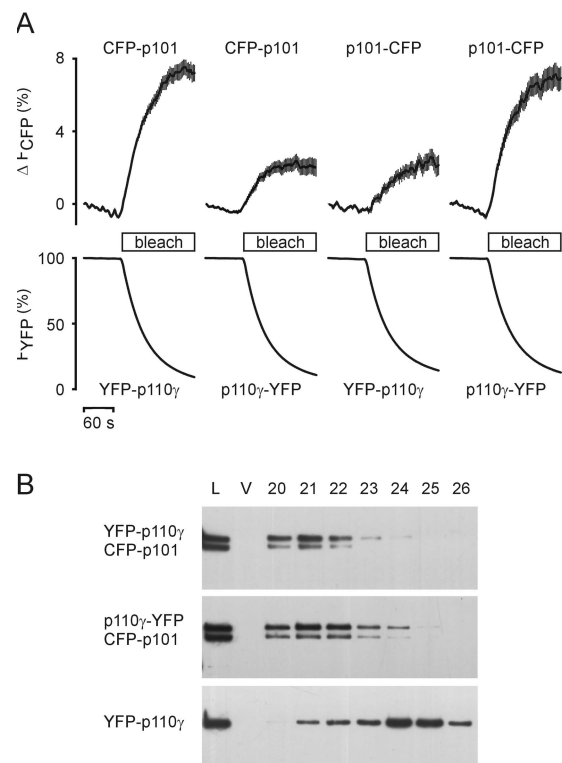 A
CFP-p101 CFP-p101 p101-CFP p101-CFP
8
4
0
Δ FCFP (%)
bleach bleach bleach bleach
100
50
0
FYFP (%)
YFP-p110γ p110γ-YFP YFP-p110γ p110γ-YFP
60 s
B
L V 20 21 22 23 24 25 26
YFP-p110γ
CFP-p101
p110γ-YFP
CFP-p101
YFP-p110γ